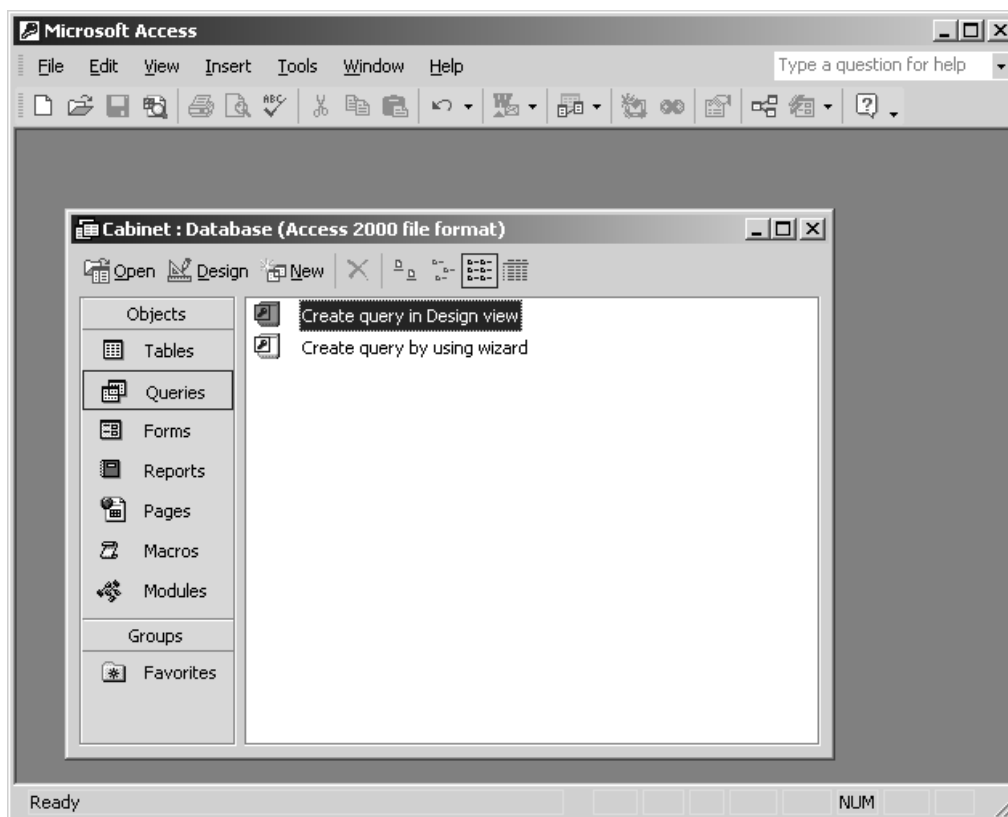 Microsoft Access
File Edit View Insert Tools Window Help Type a question for help
ABC W
Cabinet : Database (Access 2000 file format)
Open Design New
Objects
Create query in Design view
Create query by using wizard
Tables
Queries
Forms
Reports
Pages
Macros
Modules
Groups
Favorites
Ready NUM